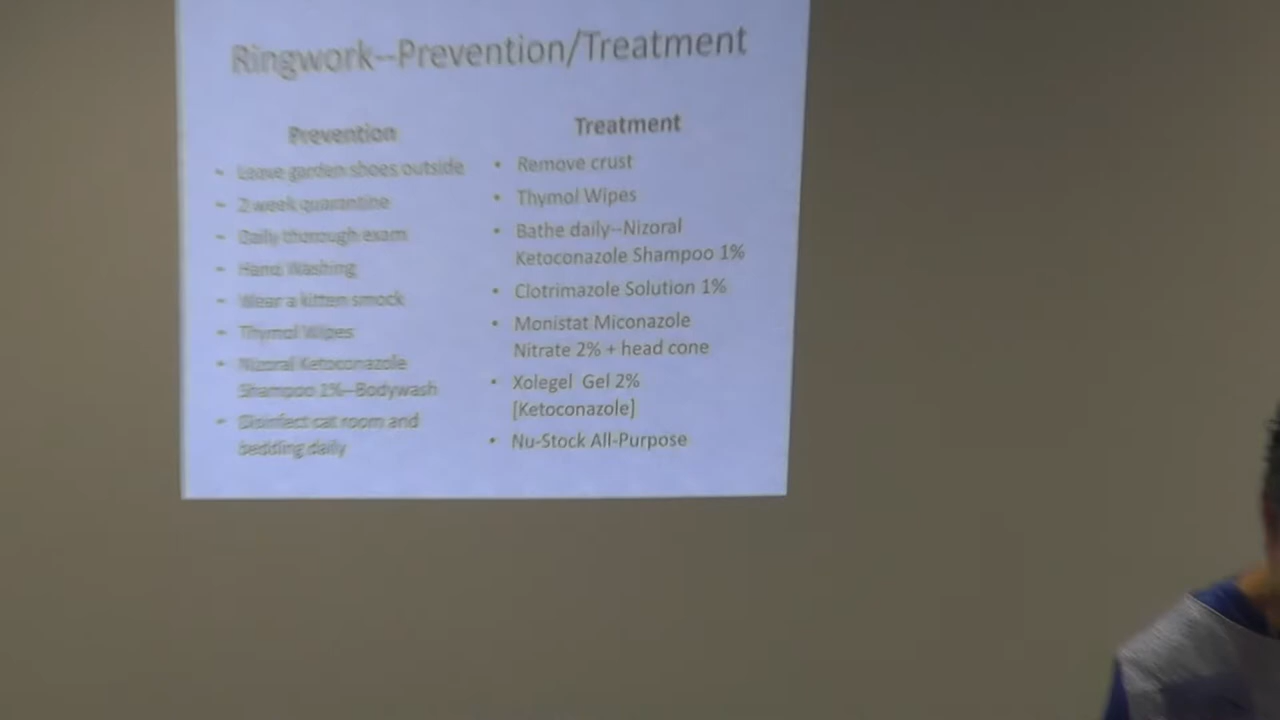 Ringwork--Prevention/Treatment
Prevention
• Leave garden shoes outside
• 2 week quarantine
• Daily thorough exam
• Hand Washing
• Wear a kitten smock
• Thymol Wipes
• Nizoral Ketoconazole
Shampoo 1%--Bodywash
• Disinfect cat room and
bedding daily
Treatment
• Remove crust
• Thymol Wipes
• Bathe daily--Nizoral
Ketoconazole Shampoo 1%
• Clotrimazole Solution 1%
• Monistat Miconazole
Nitrate 2% + head cone
• Xolegel Gel 2%
[Ketoconazole]
• Nu-Stock All-Purpose